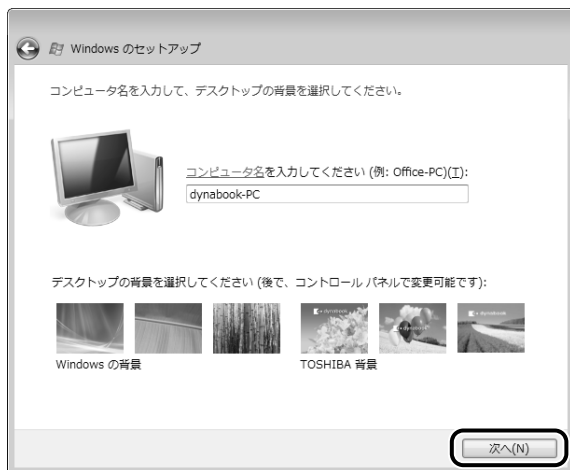 Windows のセットアップ
コンピュータ名を入力して、デスクトップの背景を選択してください。
コンピュータ名を入力してください (例: Office-PC)(T):
dynabook-PC
デスクトップの背景を選択してください (後で、コントロール パネルで変更可能です):
dynabook
dynabook
dynabook
Windows の背景
TOSHIBA 背景
次へ(N)